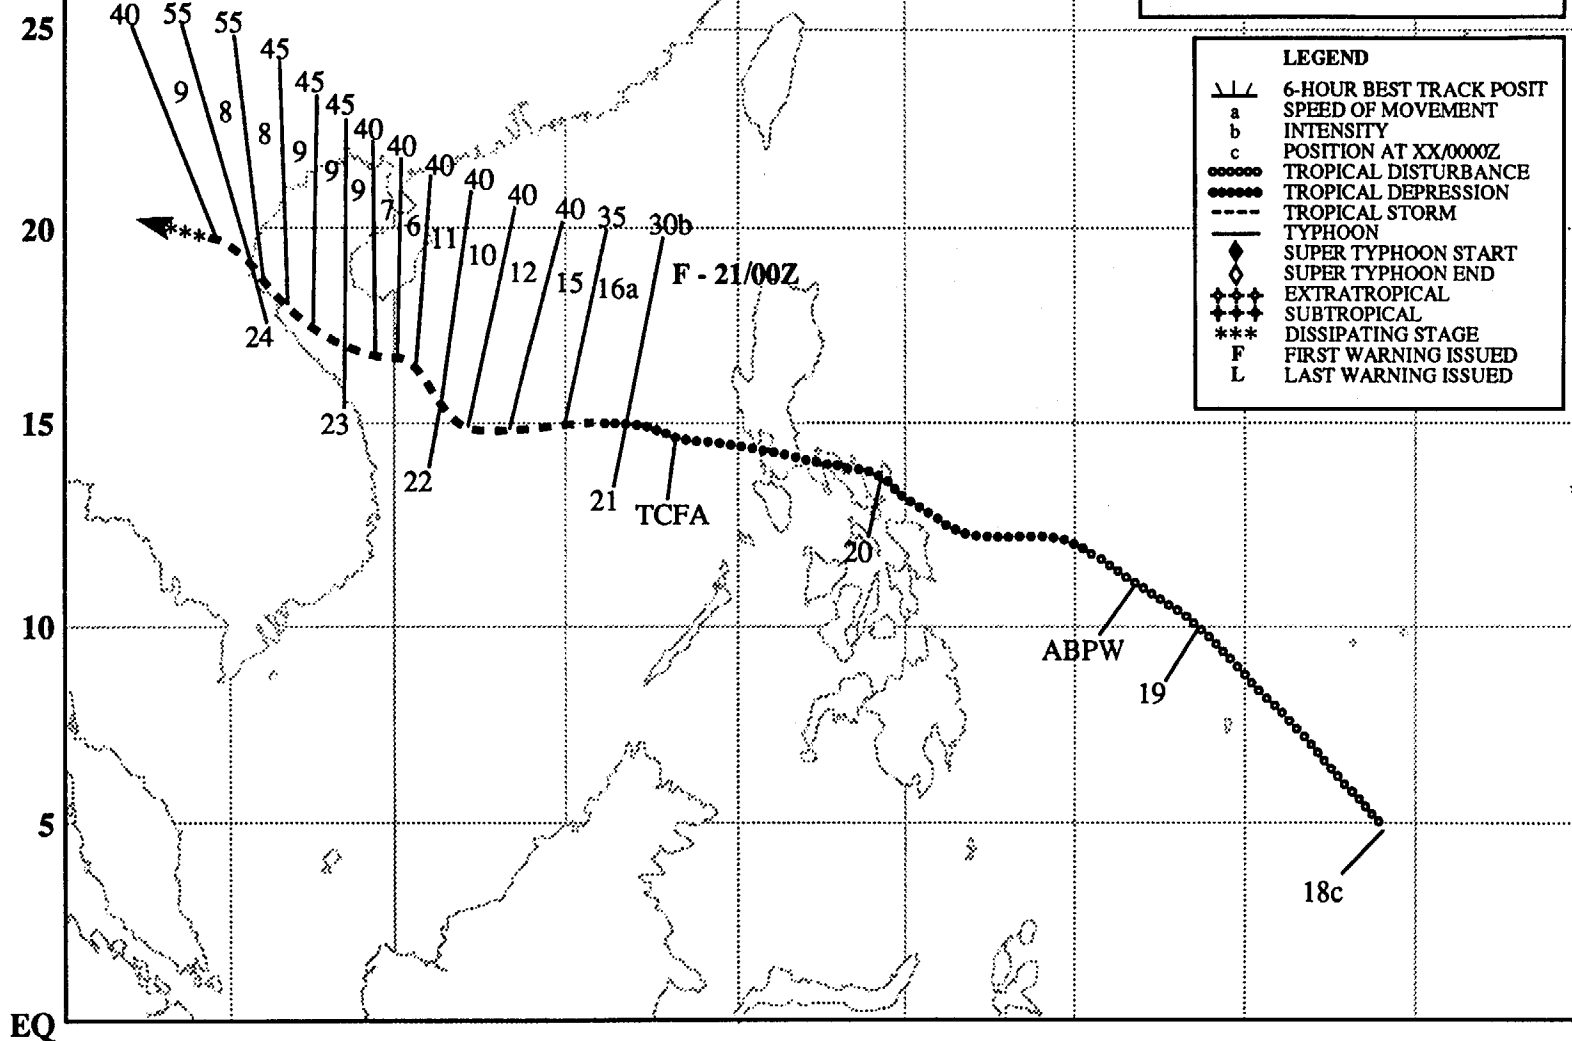 25
20
15
10
5
EQ
40
55
55
45
45
45
40
40
40
40
40
40
35
30b
9
8
8
9
9
9
7
6
11
10
12
15
16a
F - 21/00Z
24
23
22
21
TCFA
20
ABPW
19
18c
LEGEND
6-HOUR BEST TRACK POSIT
a SPEED OF MOVEMENT
b INTENSITY
c POSITION AT XX/0000Z
TROPICAL DISTURBANCE
TROPICAL DEPRESSION
TROPICAL STORM
TYPHOON
SUPER TYPHOON START
SUPER TYPHOON END
EXTRATROPICAL
SUBTROPICAL
*** DISSIPATING STAGE
F FIRST WARNING ISSUED
L LAST WARNING ISSUED